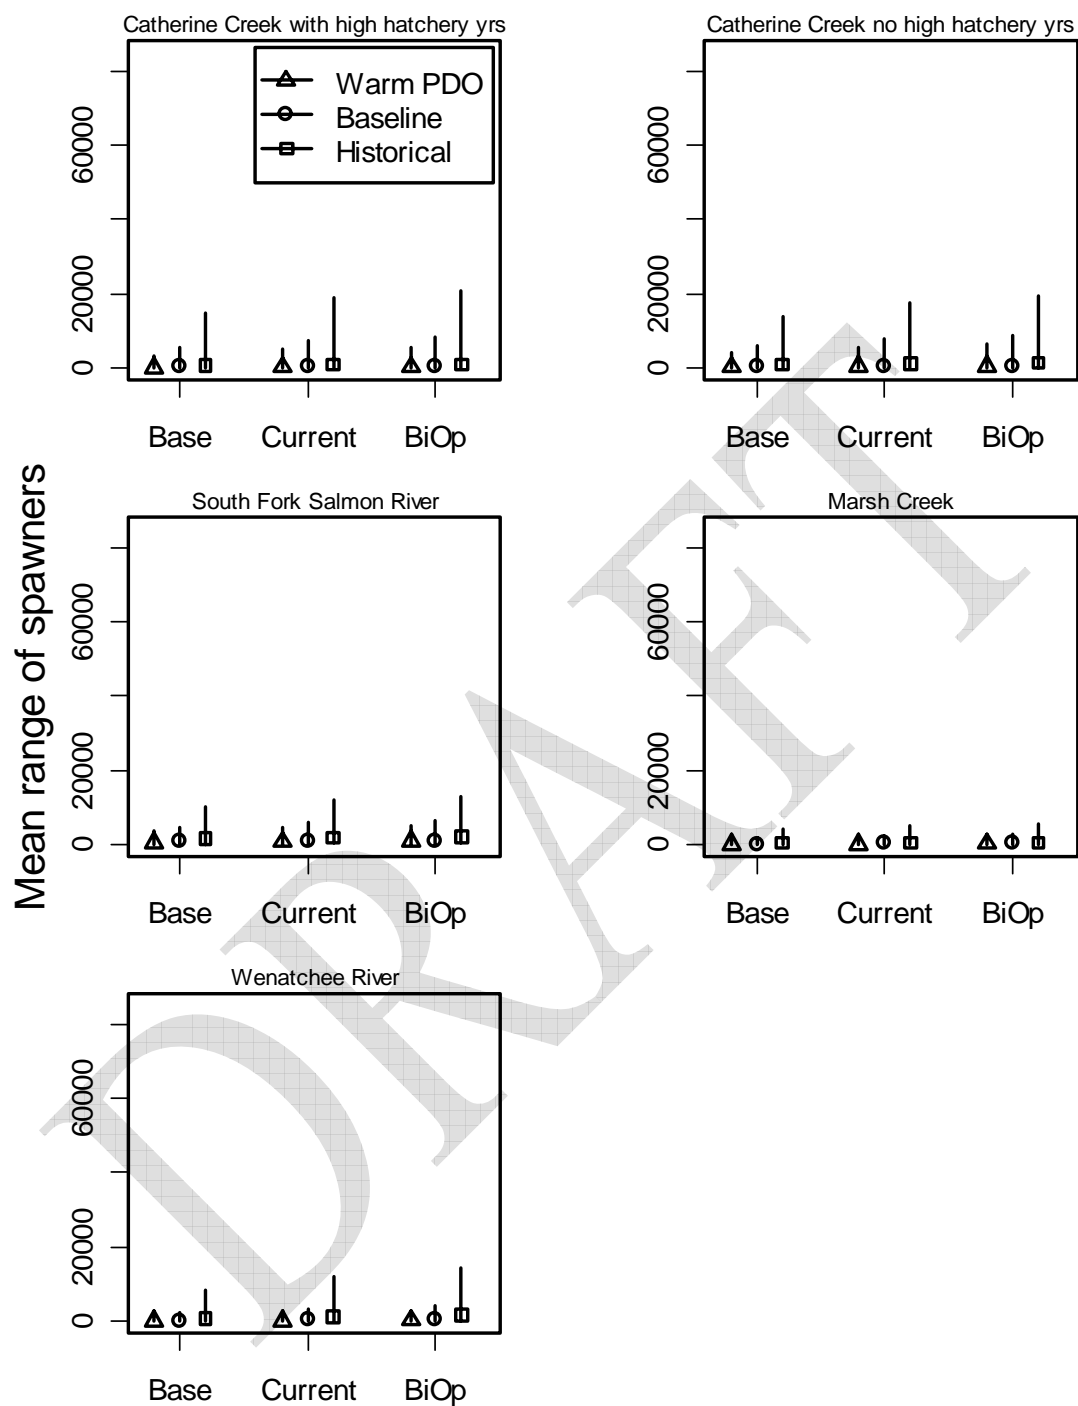 Catherine Creek with high hatchery yrs
Catherine Creek no high hatchery yrs
Warm PDO
Baseline
Historical
60000
20000
0
Base Current BiOp
60000
20000
0
Base Current BiOp
Mean range of spawners
South Fork Salmon River
Marsh Creek
60000
20000
0
Base Current BiOp
60000
20000
0
Base Current BiOp
Wenatchee River
60000
20000
0
Base Current BiOp
DRAFT